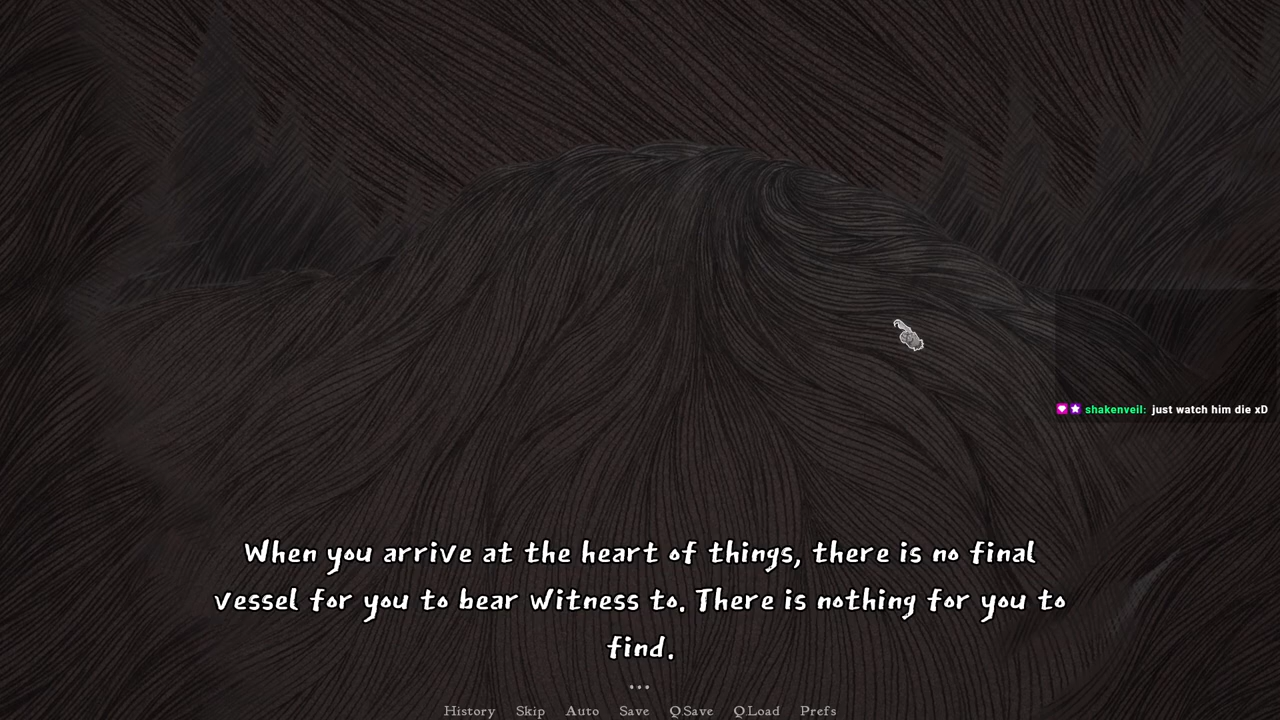 shakenveil: just watch him die xD
When you arrive at the heart of things, there is no final
vessel for you to bear witness to. There is nothing for you to
find.
...
History Skip Auto Save Q.Save Q.Load Prefs